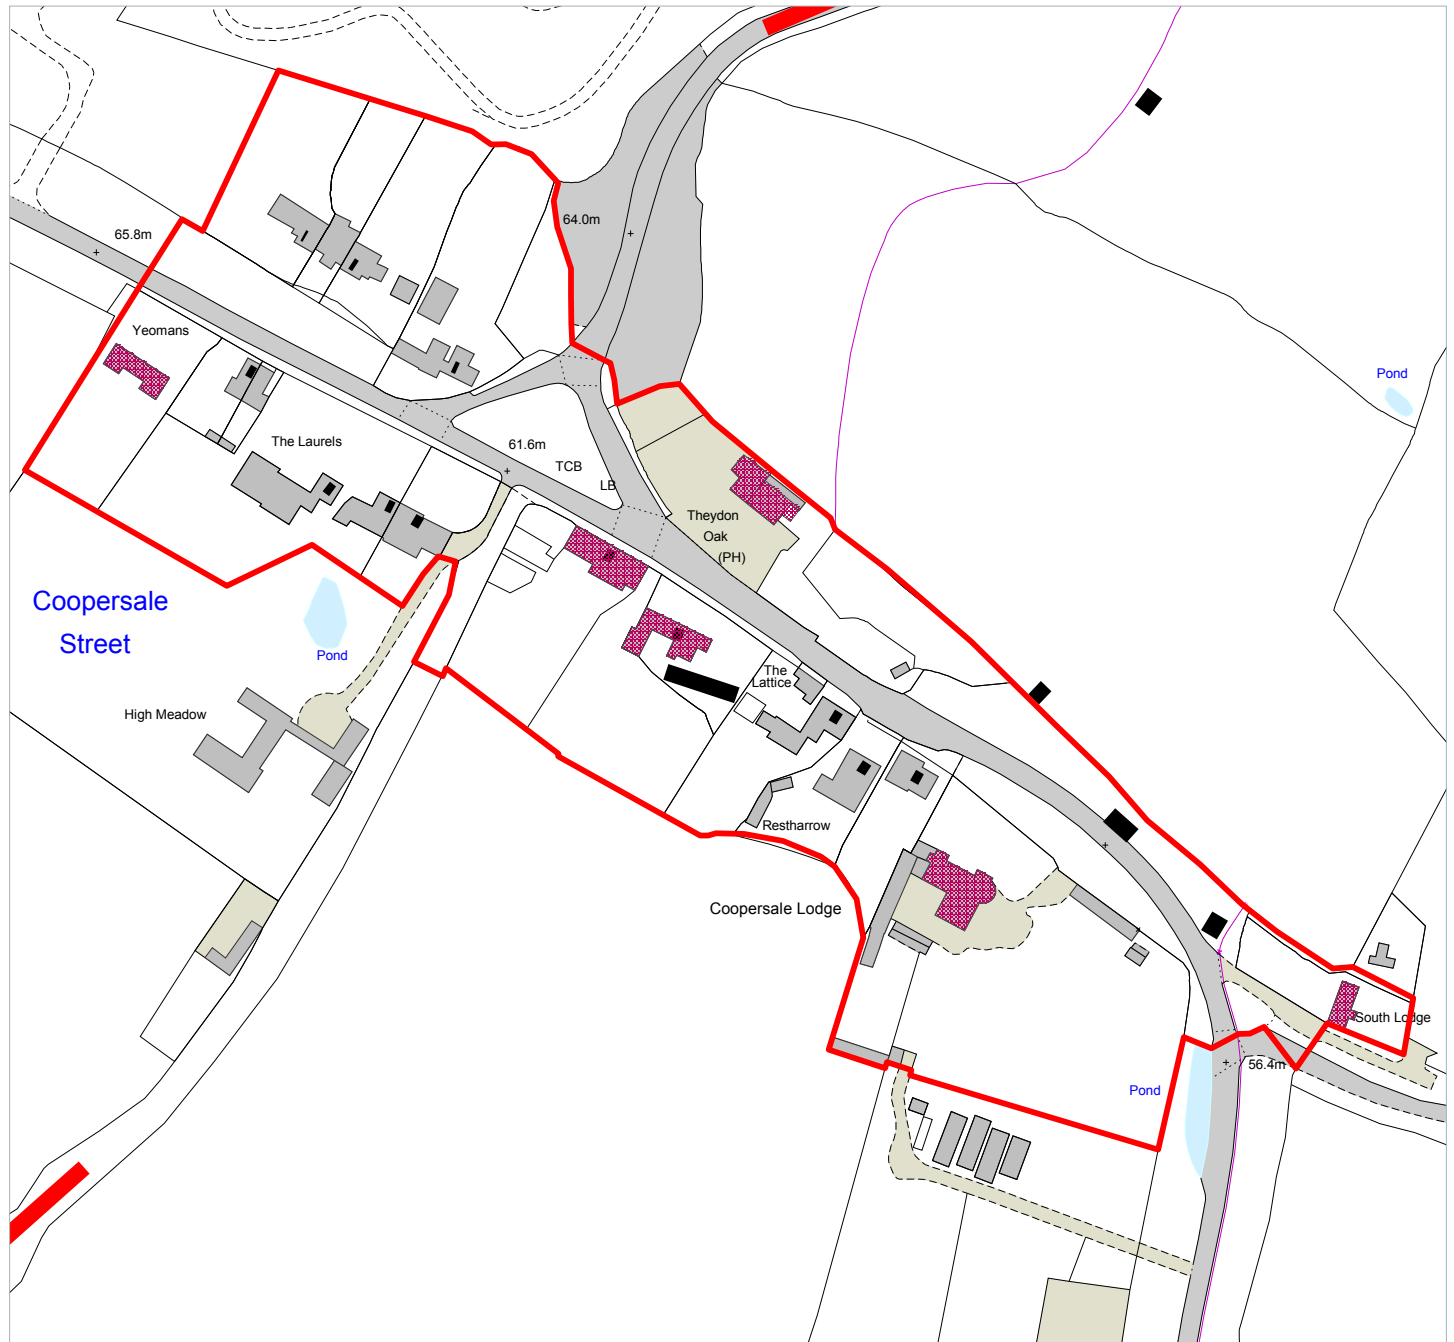 64.0m
65.8m
Yeomans
Pond
The Laurels
61.6m
TCB
LB
Theydon
Oak
(PH)
Coopersale
Street
Pond
The
Lattice
High Meadow
Restharrow
Coopersale Lodge
South Lodge
56.4m
Pond